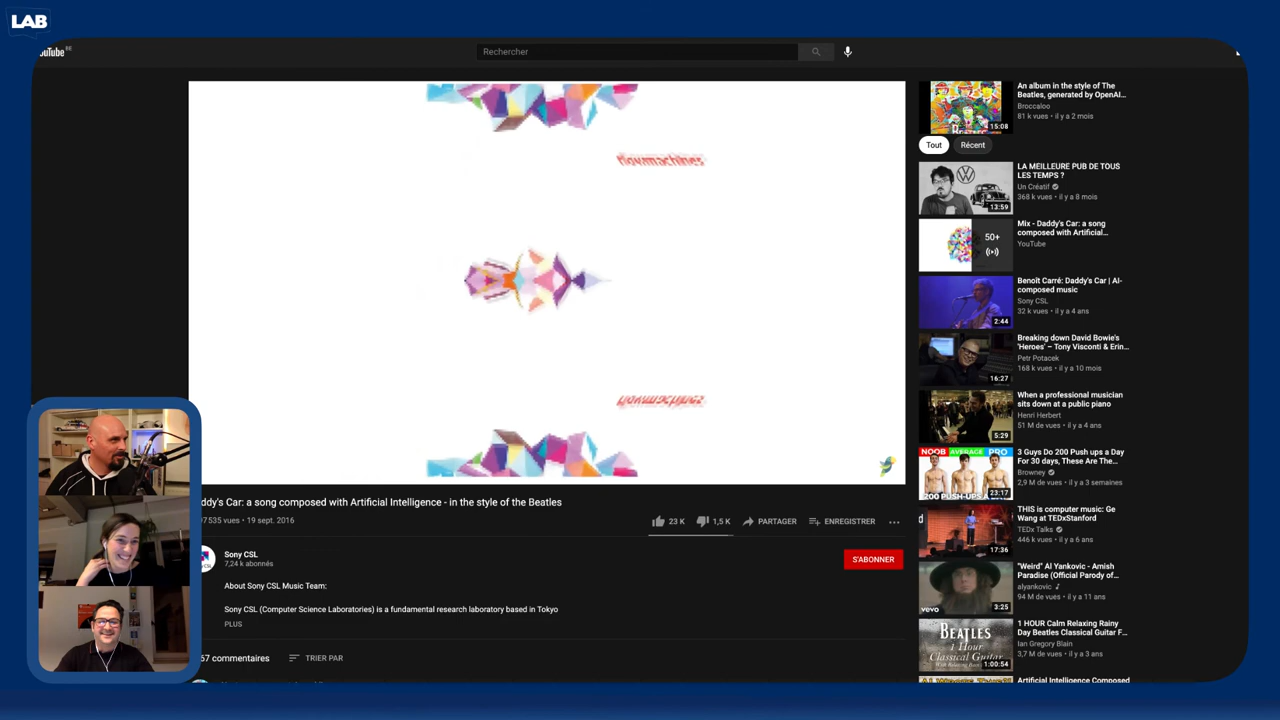 LAB
Rechercher
An album in the style of The
Beatles, generated by OpenAI...
Broccaloo
81 k vues • il y a 2 mois
15:08
Tout
Récent
LA MEILLEURE PUB DE TOUS
LES TEMPS ?
Un Créatif
368 k vues • il y a 8 mois
13:59
Mix - Daddy's Car: a song
composed with Artificial...
YouTube
50+
Benoît Carré: Daddy's Car | AI-
composed music
Sony CSL
32 k vues • il y a 4 ans
2:44
Breaking down David Bowie's
'Heroes' – Tony Visconti & Erin...
Petr Potacek
168 k vues • il y a 10 mois
16:27
When a professional musician
sits down at a public piano
Henri Herbert
51 M de vues • il y a 4 ans
5:29
3 Guys Do 200 Push ups a Day
For 30 days, These Are The...
Browney
2,9 M de vues • il y a 3 semaines
NOOB AVERAGE PRO
200 PUSH-UPS
23:17
THIS is computer music: Ge
Wang at TEDxStanford
TEDx Talks
446 k vues • il y a 6 ans
17:36
"Weird" Al Yankovic - Amish
Paradise (Official Parody of...
alyankovic
94 M de vues • il y a 11 ans
vevo
3:25
1 HOUR Calm Relaxing Rainy
Day Beatles Classical Guitar F...
Ian Gregory Blain
3,7 M de vues • il y a 3 ans
BEATLES
1 Hour
Classical Guitar
1:00:54
Artificial Intelligence Composed
ddy's Car: a song composed with Artificial Intelligence - in the style of the Beatles
535 vues • 19 sept. 2016
23 K
1,5 K
PARTAGER
ENREGISTRER
Sony CSL
7,24 k abonnés
S'ABONNER
About Sony CSL Music Team:
Sony CSL (Computer Science Laboratories) is a fundamental research laboratory based in Tokyo
PLUS
67 commentaires
TRIER PAR